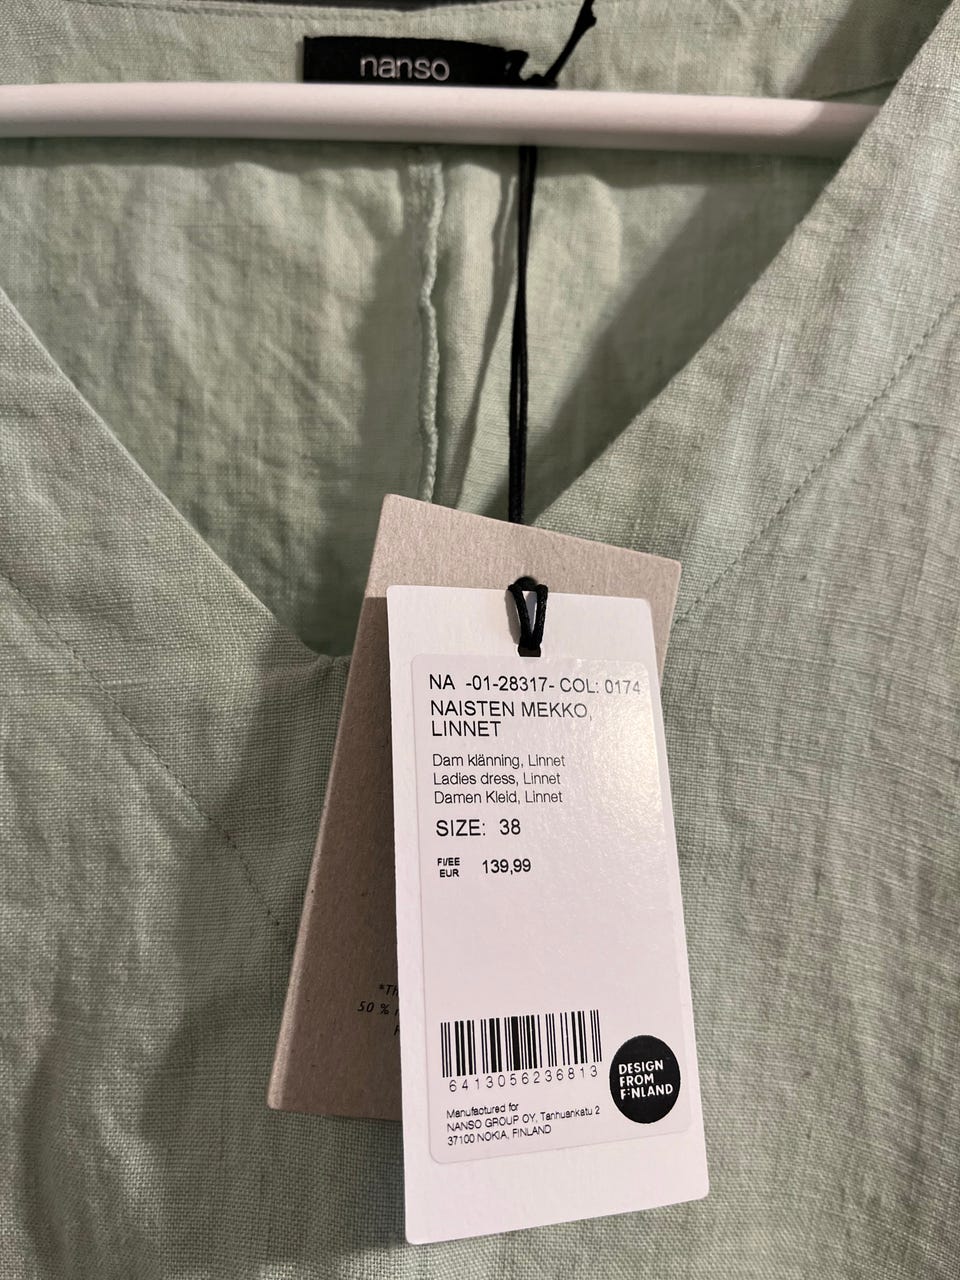 nanso
NA -01-28317- COL: 0174
NAISTEN MEKKO,
LINNET
Dam klänning, Linnet
Ladies dress, Linnet
Damen Kleid, Linnet
SIZE: 38
FI/EE
EUR 139,99
50 %
6413056236813
DESIGN
FROM
F:NLAND
Manufactured for
NANSO GROUP OY, Tanhuankatu 2
37100 NOKIA, FINLAND